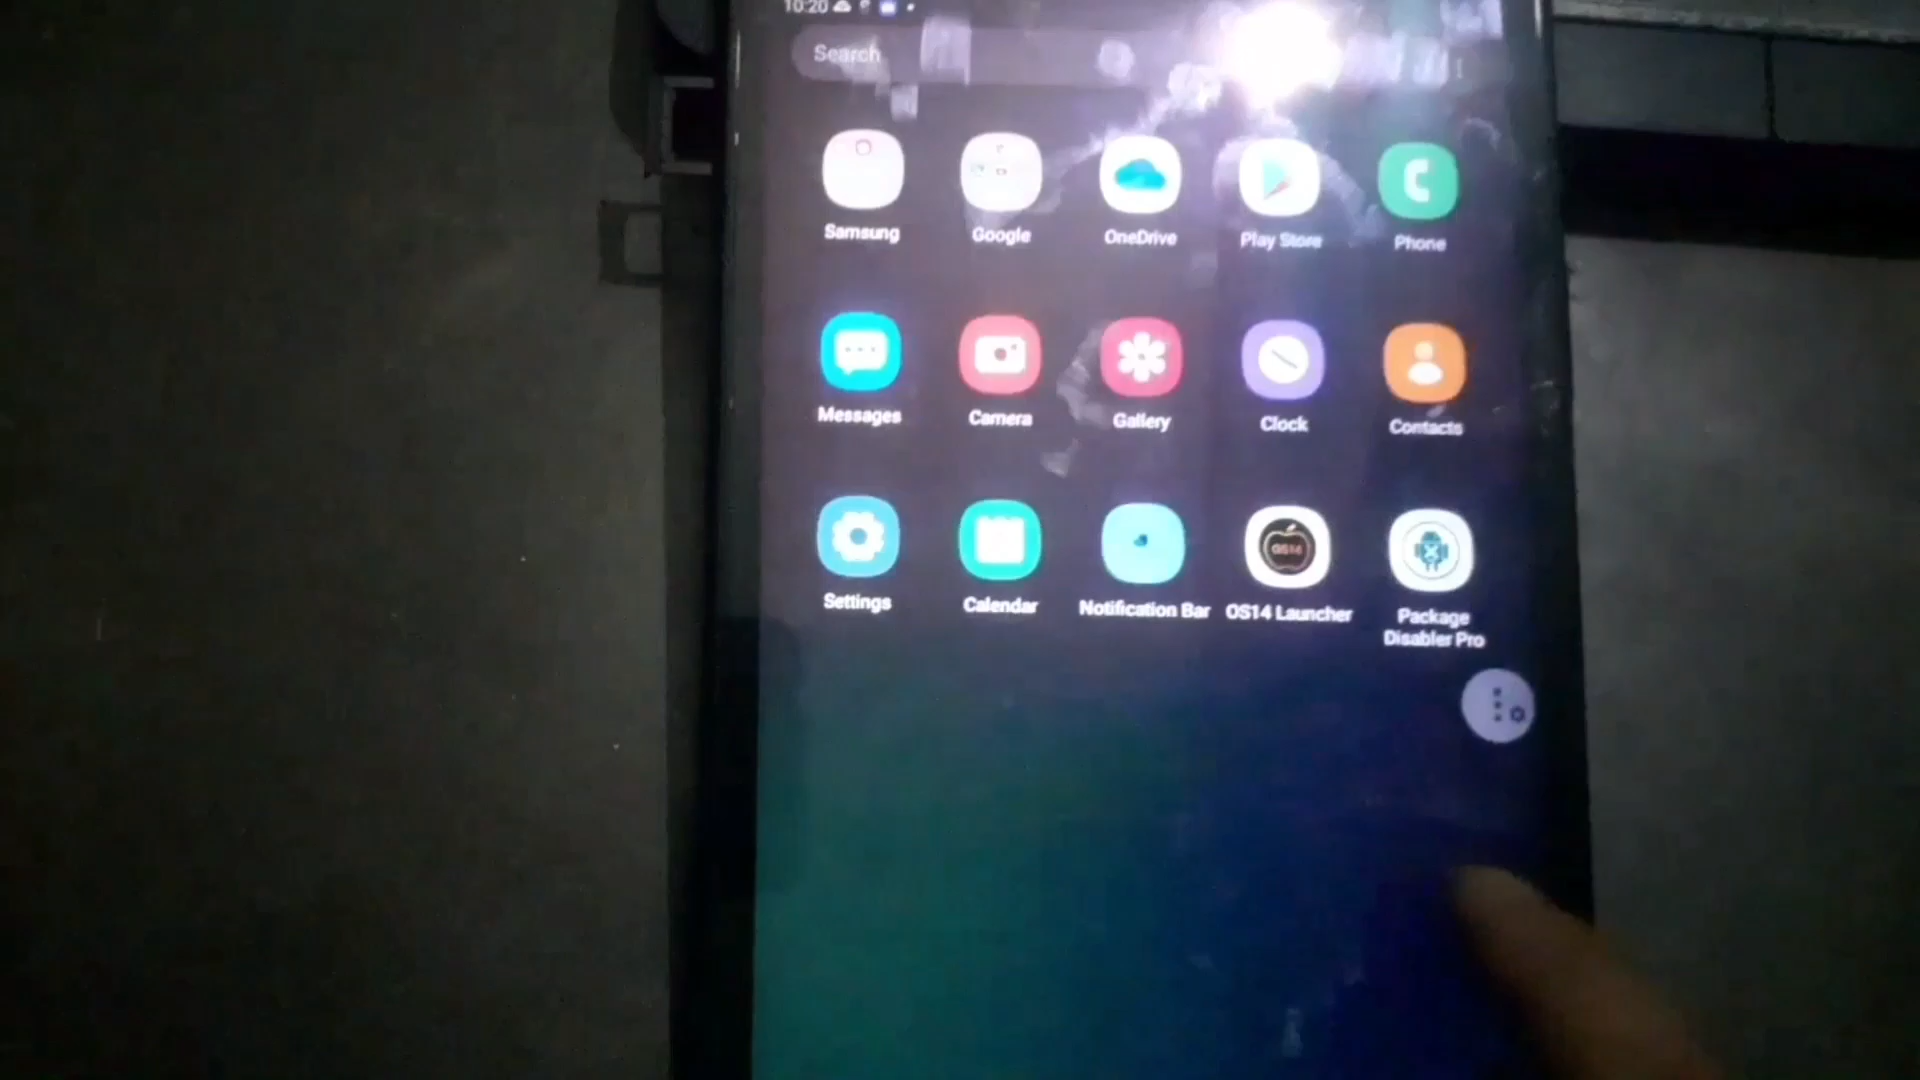 10:20
Search
Samsung
Google
OneDrive
Play Store
Phone
Messages
Camera
Gallery
Clock
Contacts
Settings
Calendar
Notification Bar
OS14
OS14 Launcher
Package
Disabler Pro